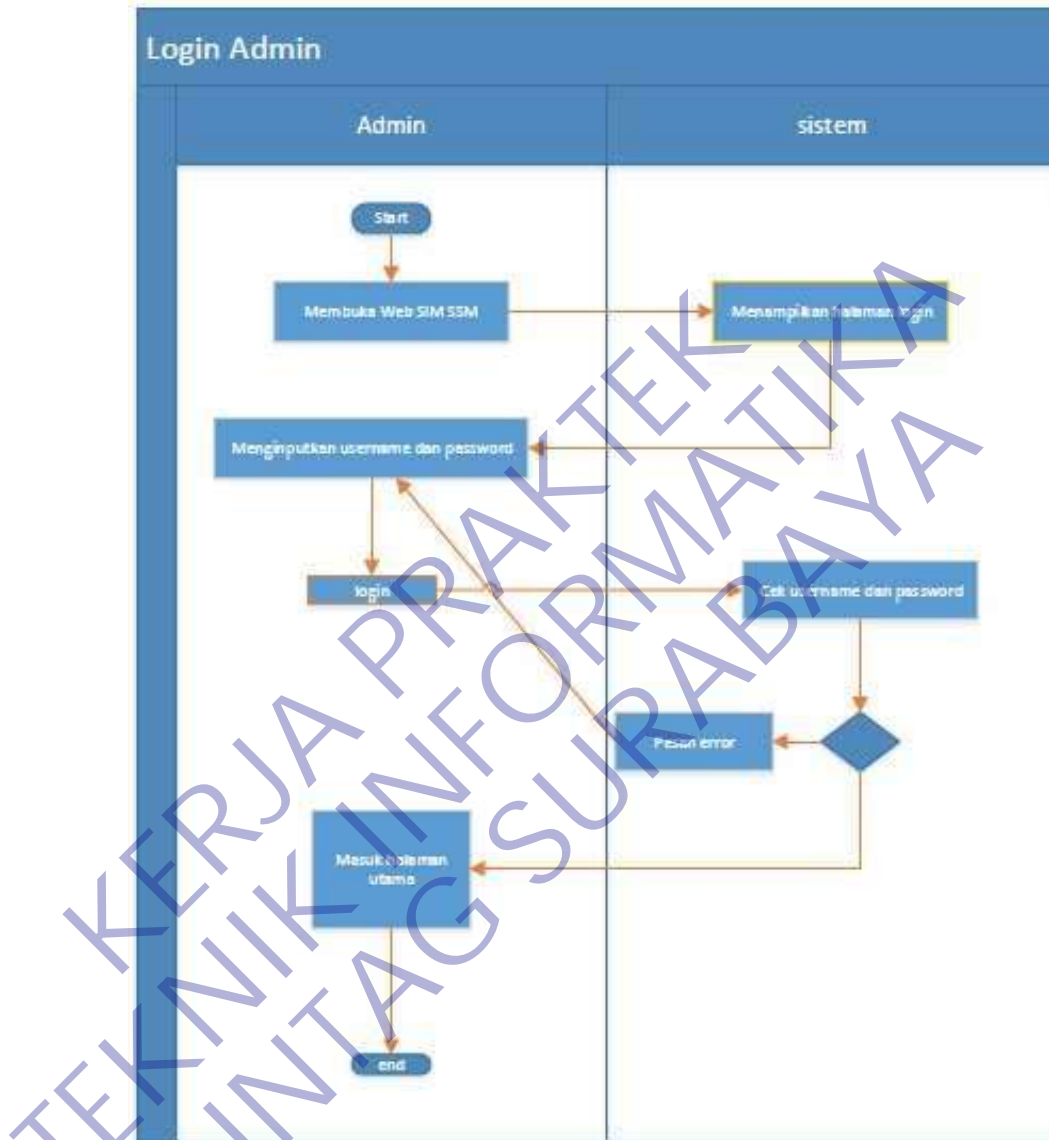 Login Admin
Admin
sistem
Start
Membuka Web SIM SSM
Menampilkan halaman login
Menginputkan username dan password
login
Cek username dan password
Pesan error
Masuk halaman
utama
end
KERJA PRAKTEK
TEKNIK INFORMATIKA
UNTAG SURABAYA